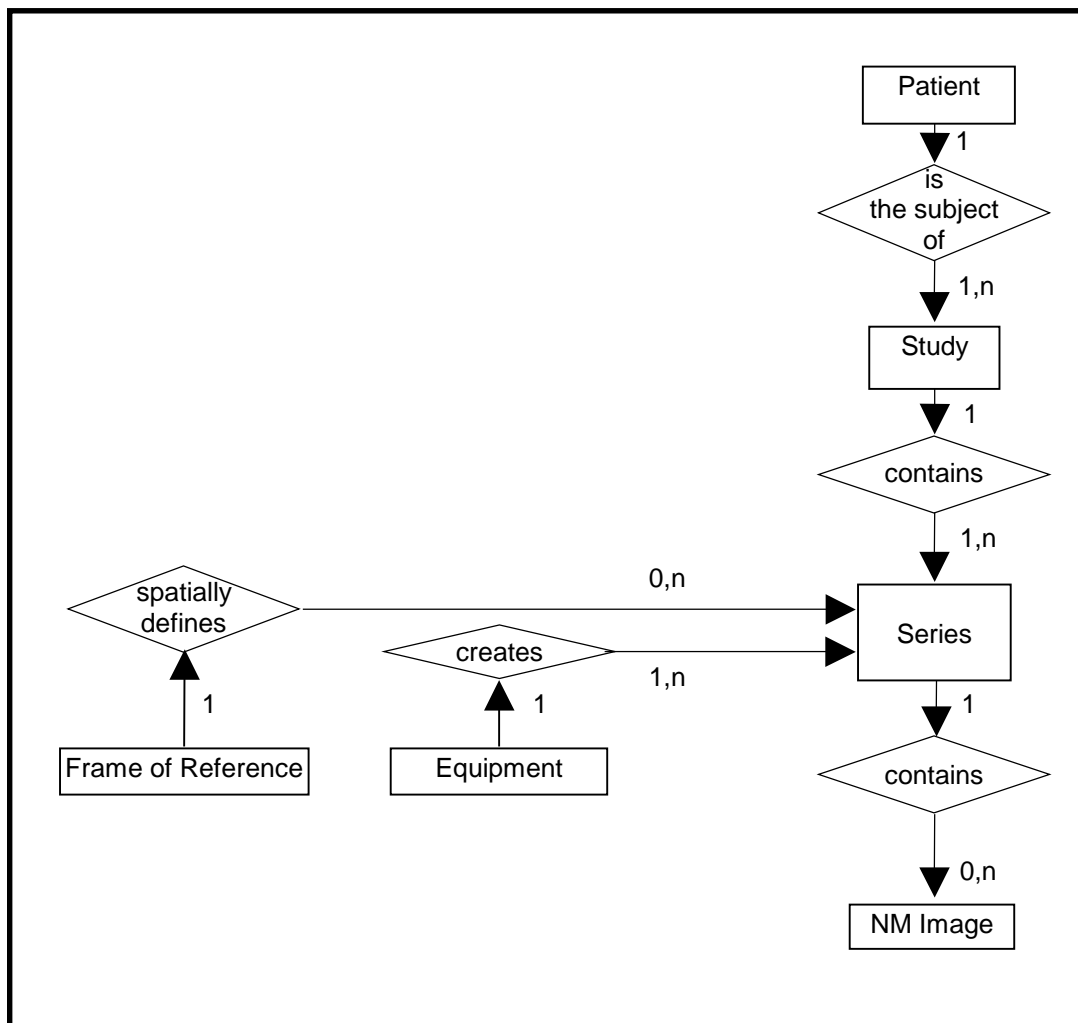 Patient
1
is
the subject
of
1,n
Study
1
contains
1,n
spatially
defines
0,n
Series
creates
1,n
1
1
1
Frame of Reference
Equipment
contains
0,n
NM Image